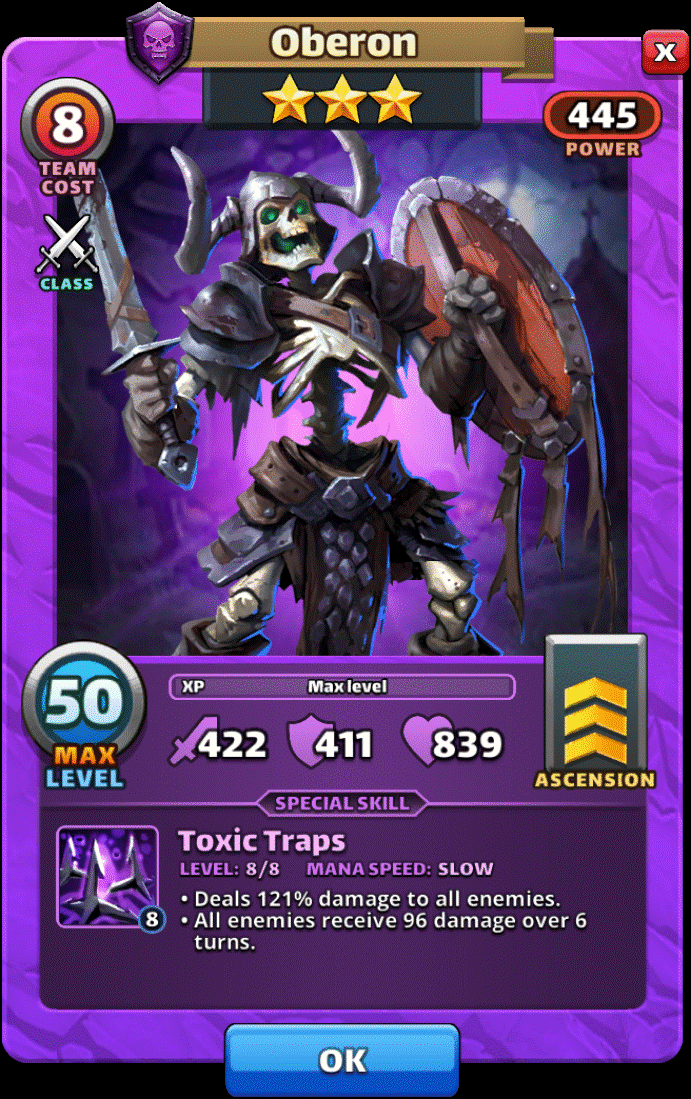 Oberon
x
8
TEAM
COST
445
POWER
CLASS
50
MAX
LEVEL
XP Max level
422 411 839
ASCENSION
SPECIAL SKILL
Toxic Traps
LEVEL: 8/8 MANA SPEED: SLOW
8
• Deals 121% damage to all enemies.
• All enemies receive 96 damage over 6
turns.
OK